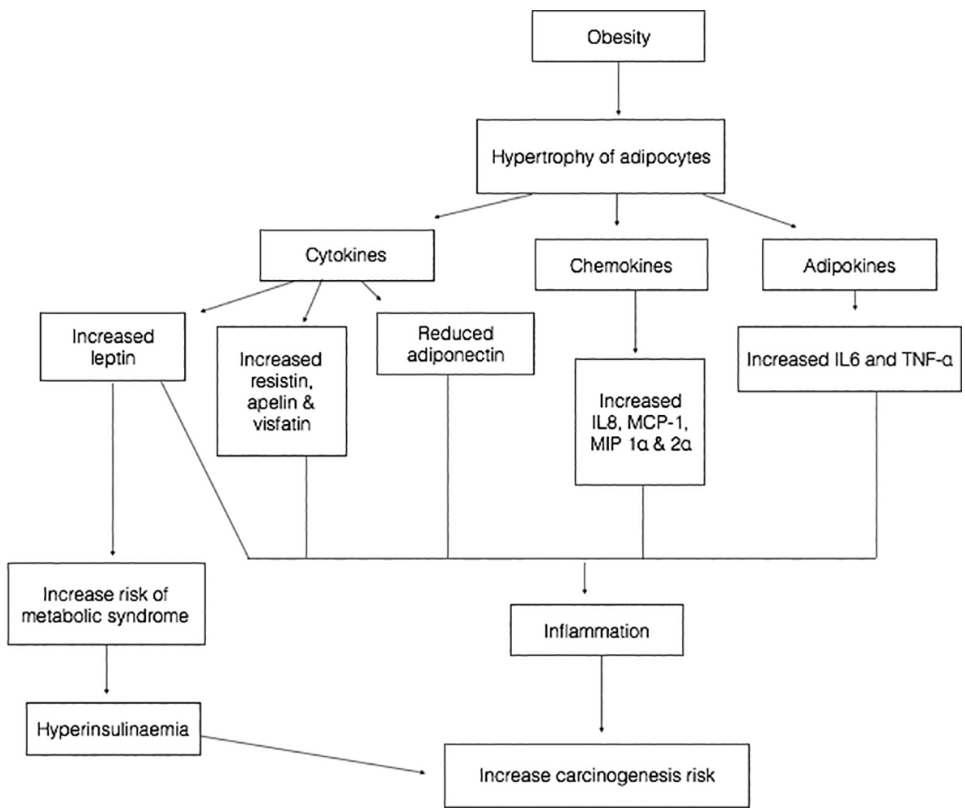 Obesity
Hypertrophy of adipocytes
Cytokines
Chemokines
Adipokines
Increased
leptin
Increased
resistin,
apelin &
visfatin
Reduced
adiponectin
Increased
IL8, MCP-1,
MIP 1α & 2α
Increased IL6 and TNF-α
Increase risk of
metabolic syndrome
Inflammation
Hyperinsulinaemia
Increase carcinogenesis risk